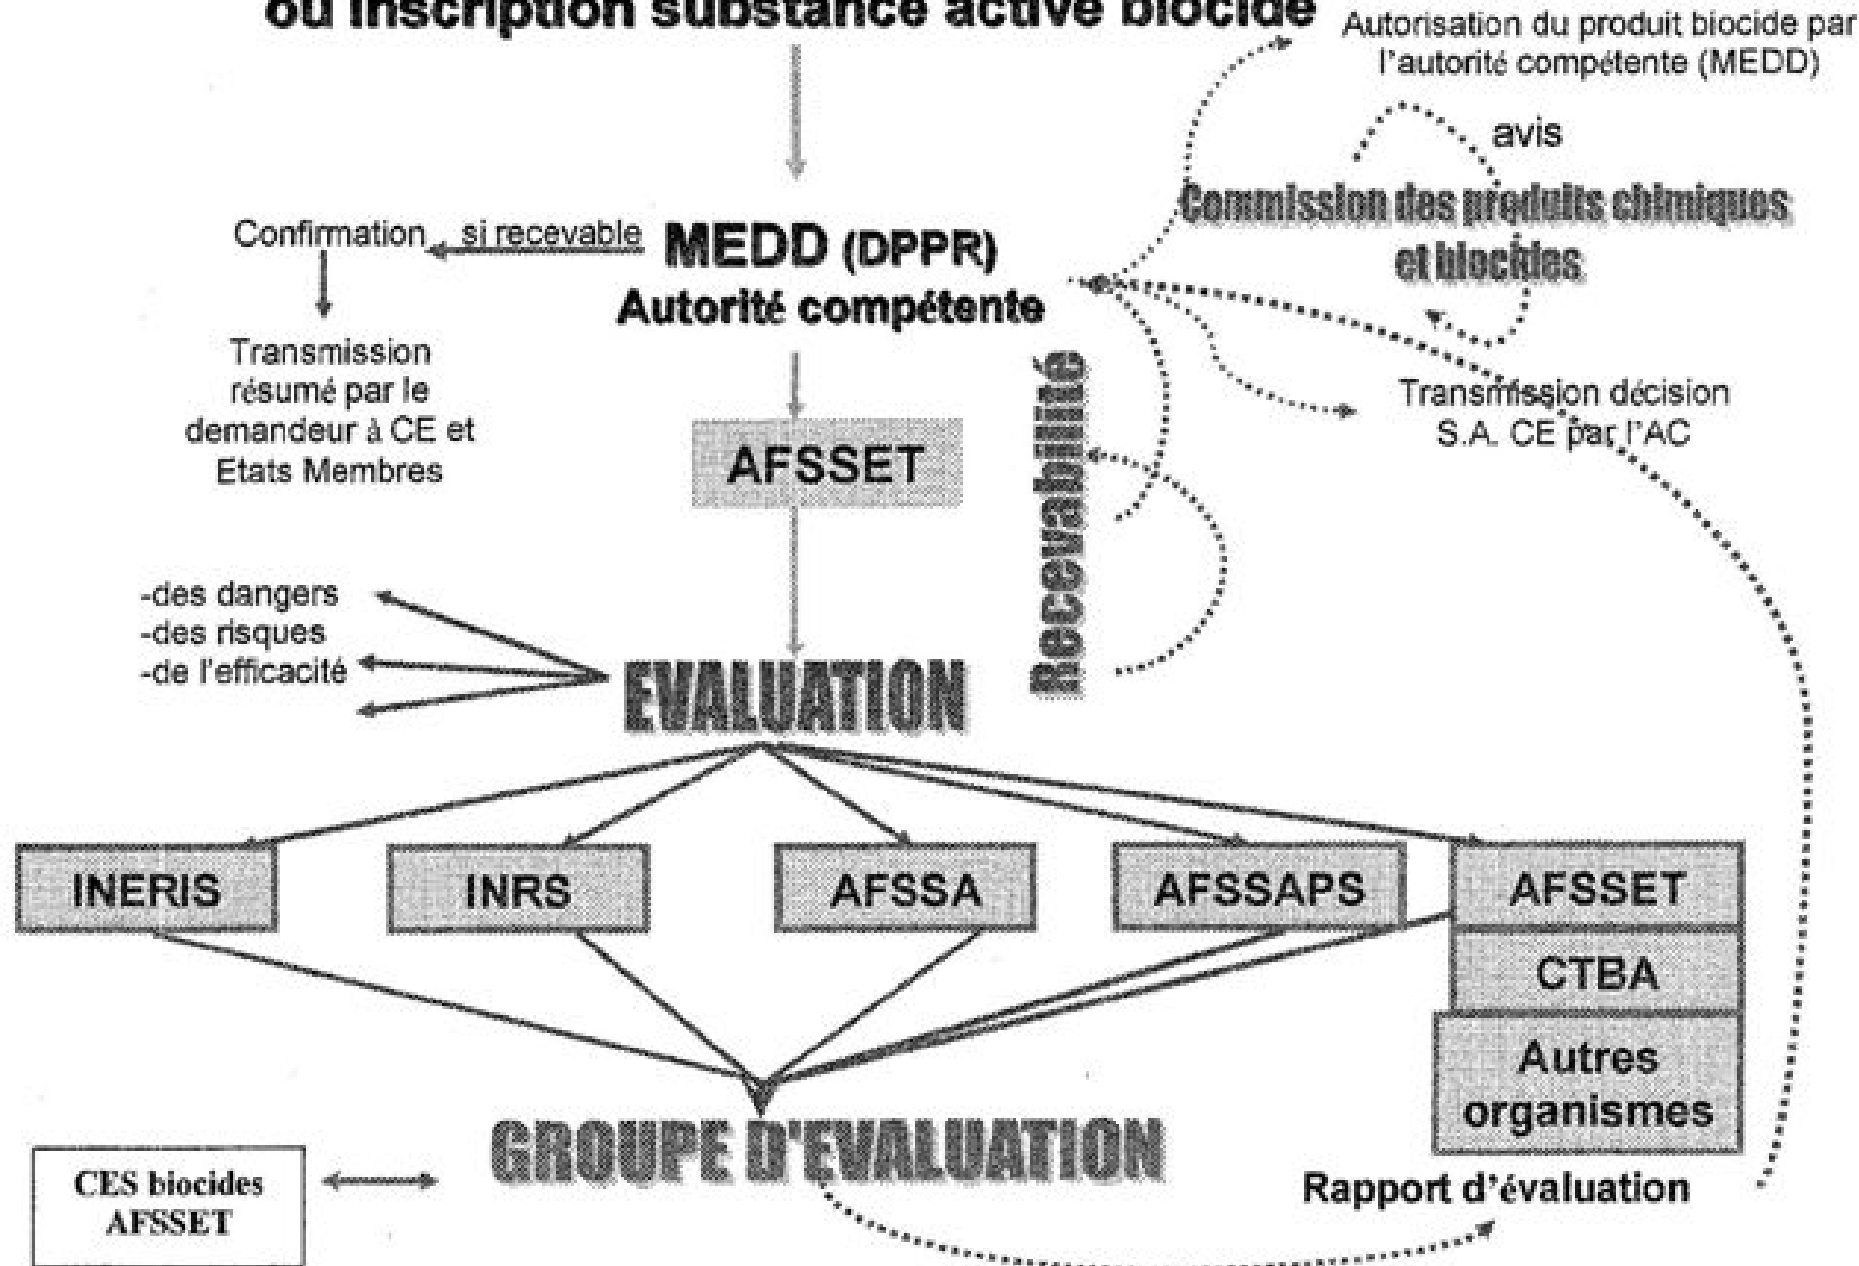 ou inscription substance active biocide
Autorisation du produit biocide par
l'autorité compétente (MEDD)
avis
Commission des produits chimiques
et biocides
Confirmation
si recevable
MEDD (DPPR)
Autorité compétente
Transmission
résumé par le
demandeur à CE et
Etats Membres
AFSSET
Recevabilité
Transmission décision
S.A. CE par l'AC
-des dangers
-des risques
-de l'efficacité
EVALUATION
INERIS
INRS
AFSSA
AFSSAPS
AFSSET
CTBA
Autres
organismes
GROUPE D'EVALUATION
CES biocides
AFSSET
Rapport d'évaluation